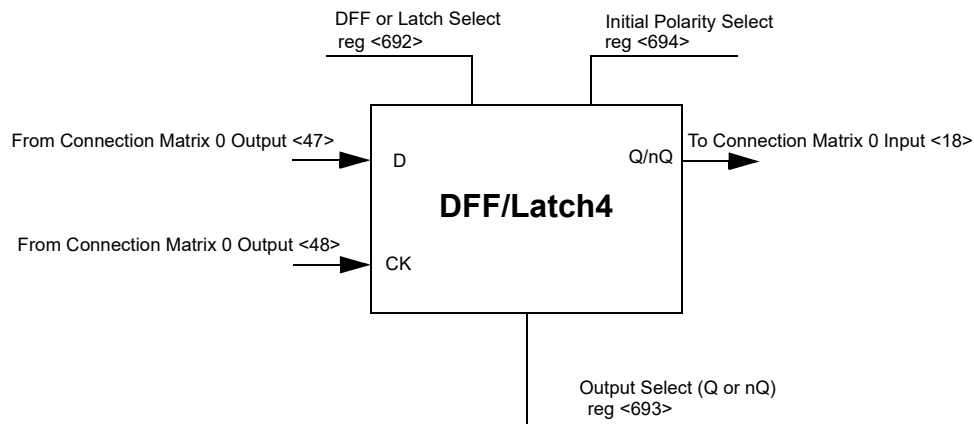 DFF or Latch Select
reg <692>
Initial Polarity Select
reg <694>
From Connection Matrix 0 Output <47>
D
Q/nQ
To Connection Matrix 0 Input <18>
DFF/Latch4
From Connection Matrix 0 Output <48>
CK
Output Select (Q or nQ)
reg <693>